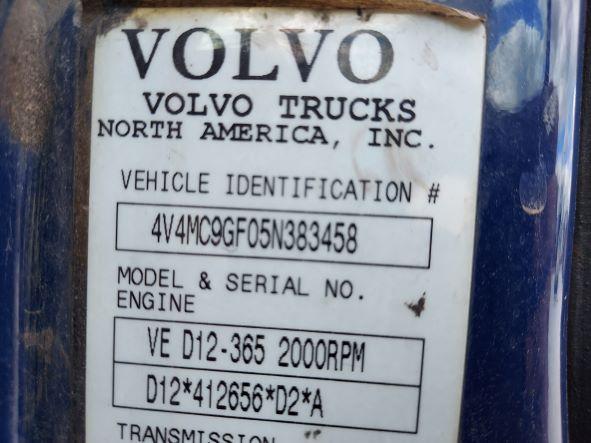 VOLVO
VOLVO TRUCKS
NORTH AMERICA, INC.
VEHICLE IDENTIFICATION #
4V4MC9GF05N383458
MODEL & SERIAL NO.
ENGINE
VE D12-365 2000RPM
D12*412656*D2*A
TRANSMISSION